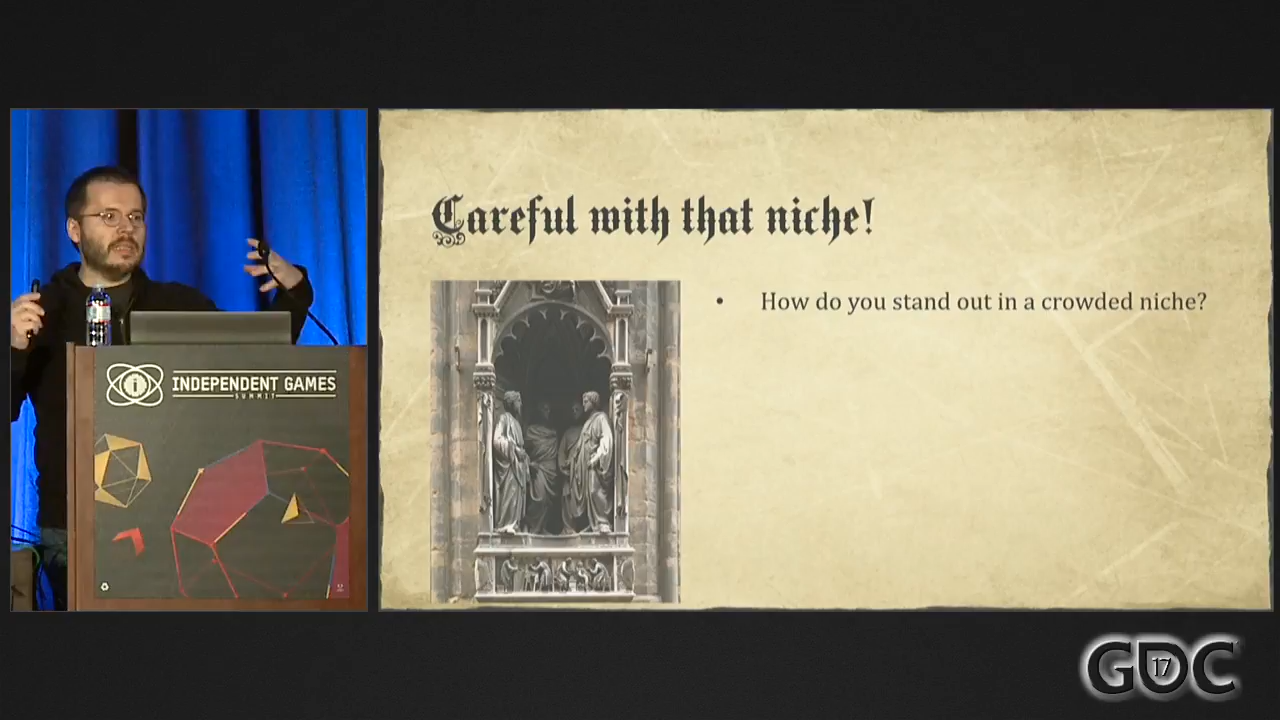 Careful with that niche!
• How do you stand out in a crowded niche?
i
INDEPENDENT GAMES
SUMMIT
GDC
17